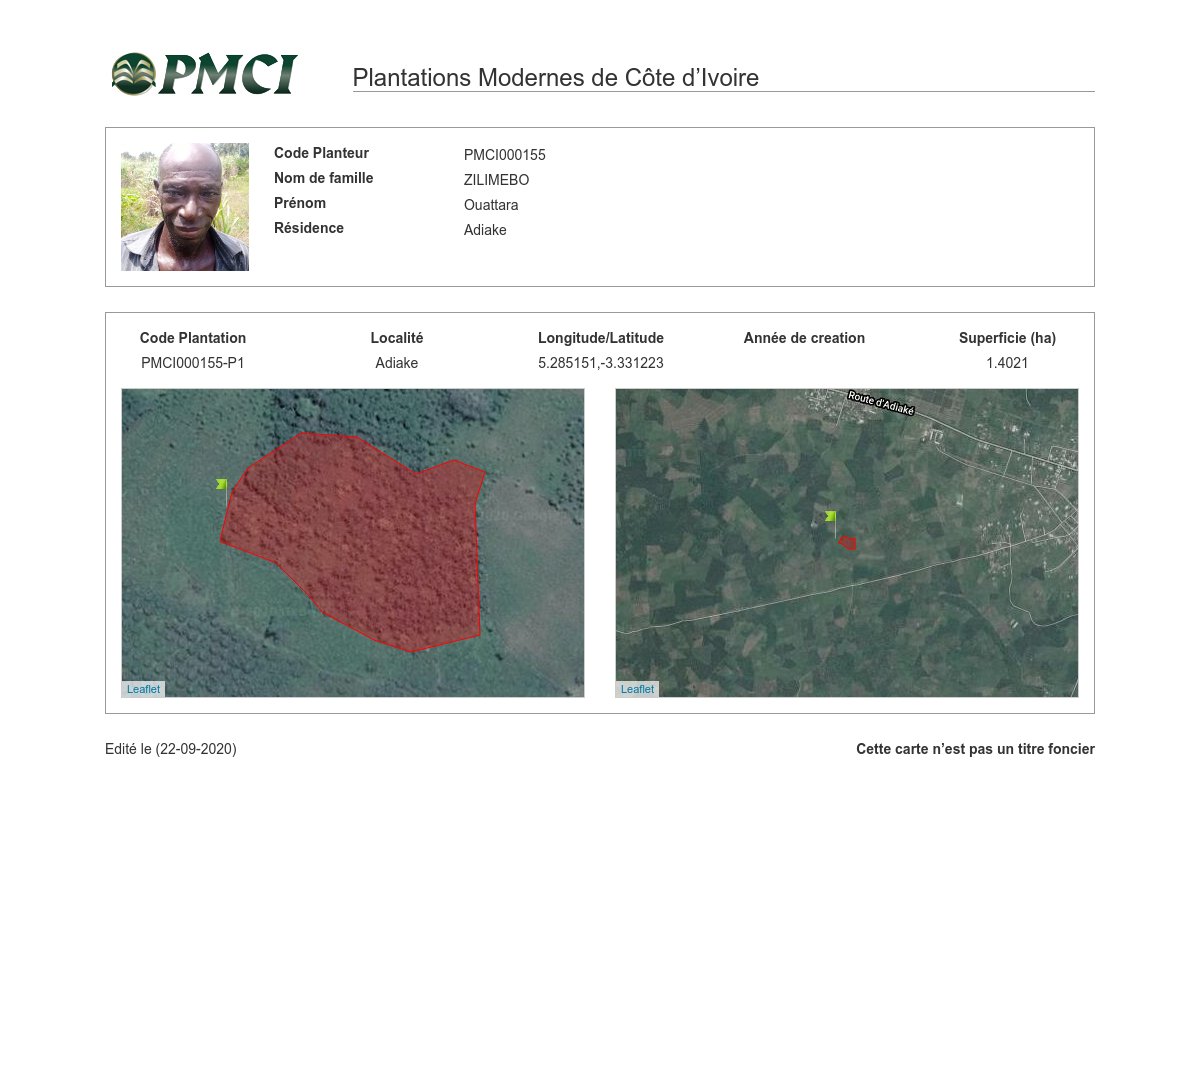 PMCI
Plantations Modernes de Côte d’Ivoire
Code Planteur PMCI000155
Nom de famille ZILIMEBO
Prénom Ouattara
Résidence Adiake
Code Plantation Localité Longitude/Latitude Année de creation Superficie (ha)
PMCI000155-P1 Adiake 5.285151,-3.331223 1.4021
Route d'Adiaké
Leaflet Leaflet
Edité le (22-09-2020) Cette carte n’est pas un titre foncier